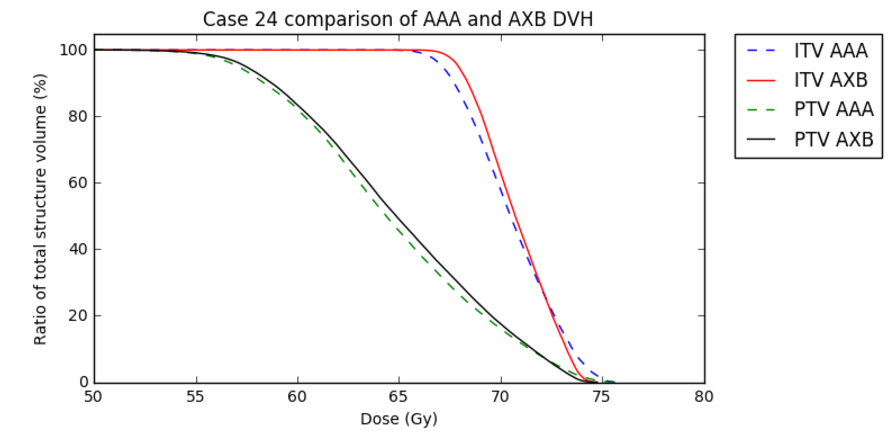 Case 24 comparison of AAA and AXB DVH
Ratio of total structure volume (%)
100
80
60
40
20
0
50 55 60 65 70 75 80
Dose (Gy)
ITV AAA
ITV AXB
PTV AAA
PTV AXB